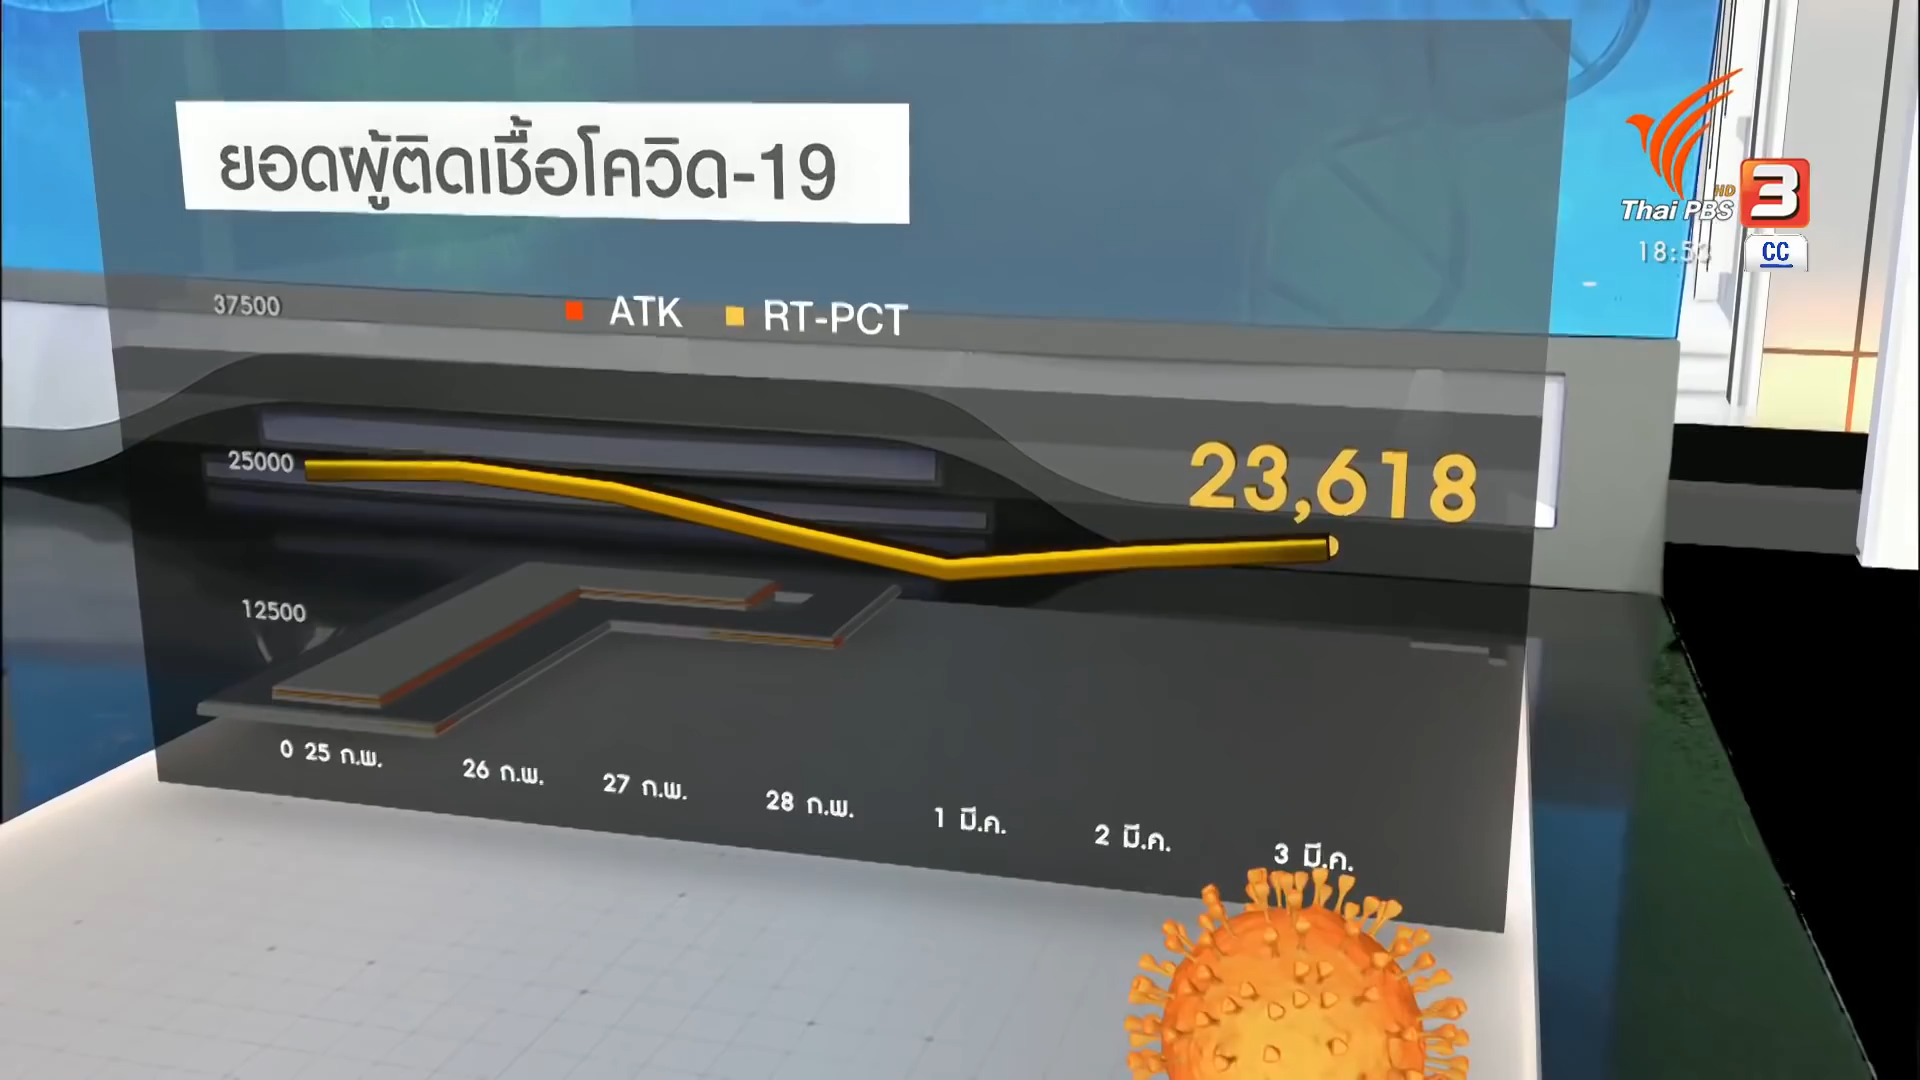 ยอดผู้ติดเชื้อโควิด-19
HD
Thai PBS 3
18:53
CC
37500
ATK RT-PCT
25000
23,618
12500
0 25 ก.พ. 26 ก.พ. 27 ก.พ. 28 ก.พ. 1 มี.ค. 2 มี.ค. 3 มี.ค.